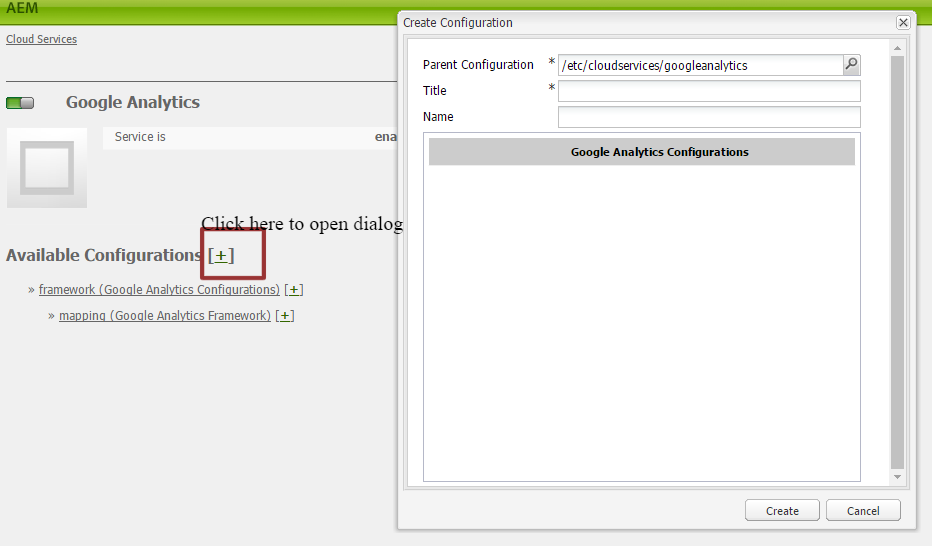 AEM
Cloud Services
Google Analytics
Service is ena
Click here to open dialog
Available Configurations [+]
» framework (Google Analytics Configurations) [+]
» mapping (Google Analytics Framework) [+]
Create Configuration
Parent Configuration * /etc/cloudservices/googleanalytics
Title *
Name
Google Analytics Configurations
Create Cancel